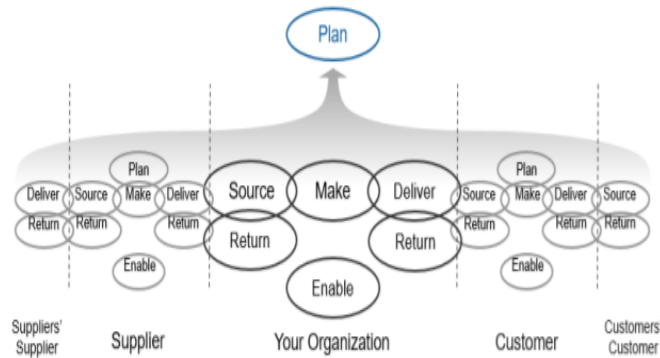 Plan
Plan
Plan
Deliver Source Make Deliver Source Make Deliver Source Make Deliver Source
Return Return Return Return Return Return Return Return
Enable Enable
Enable
Suppliers'
Supplier
Supplier
Your Organization
Customer
Customers'
Customer